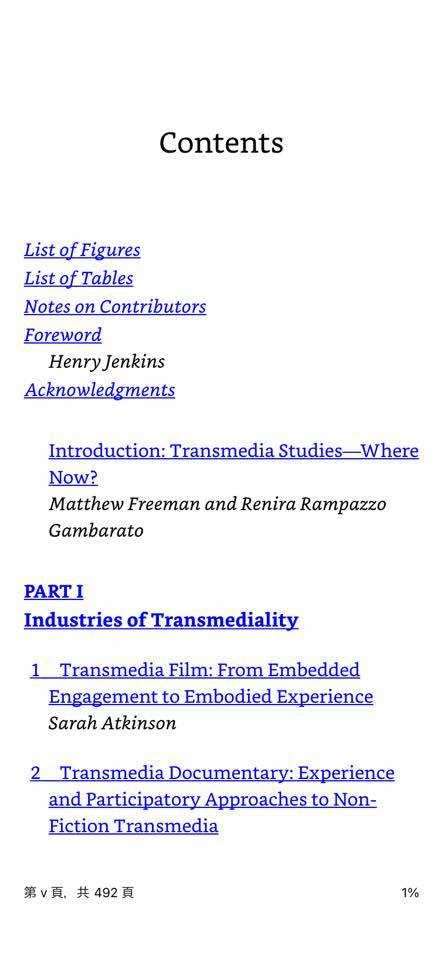 Contents
List of Figures
List of Tables
Notes on Contributors
Foreword
Henry Jenkins
Acknowledgments
Introduction: Transmedia Studies—Where
Now?
Matthew Freeman and Renira Rampazzo
Gambarato
PART I
Industries of Transmediality
1 Transmedia Film: From Embedded
Engagement to Embodied Experience
Sarah Atkinson
2 Transmedia Documentary: Experience
and Participatory Approaches to Non-
Fiction Transmedia
第 v 頁，共 492 頁
1%